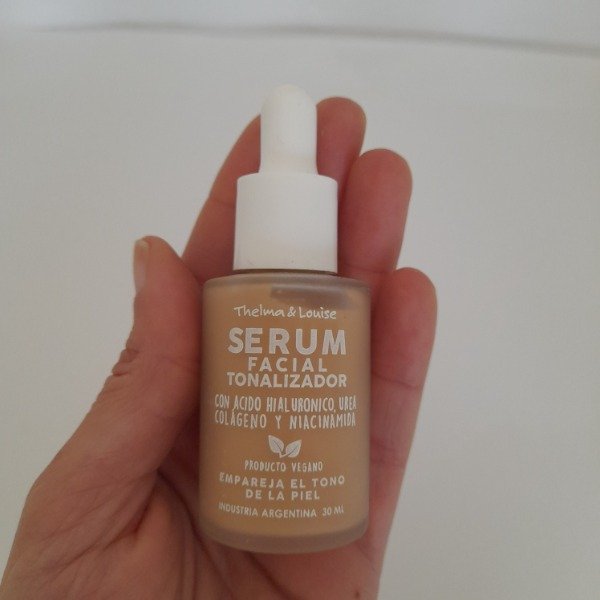 Thelma & Louise
SERUM
FACIAL
TONALIZADOR
CON ÁCIDO HIALURONICO, UREA
COLÁGENO Y NIACINAMIDA
PRODUCTO VEGANO
EMPAREJA EL TONO
DE LA PIEL
INDUSTRIA ARGENTINA 30 ML